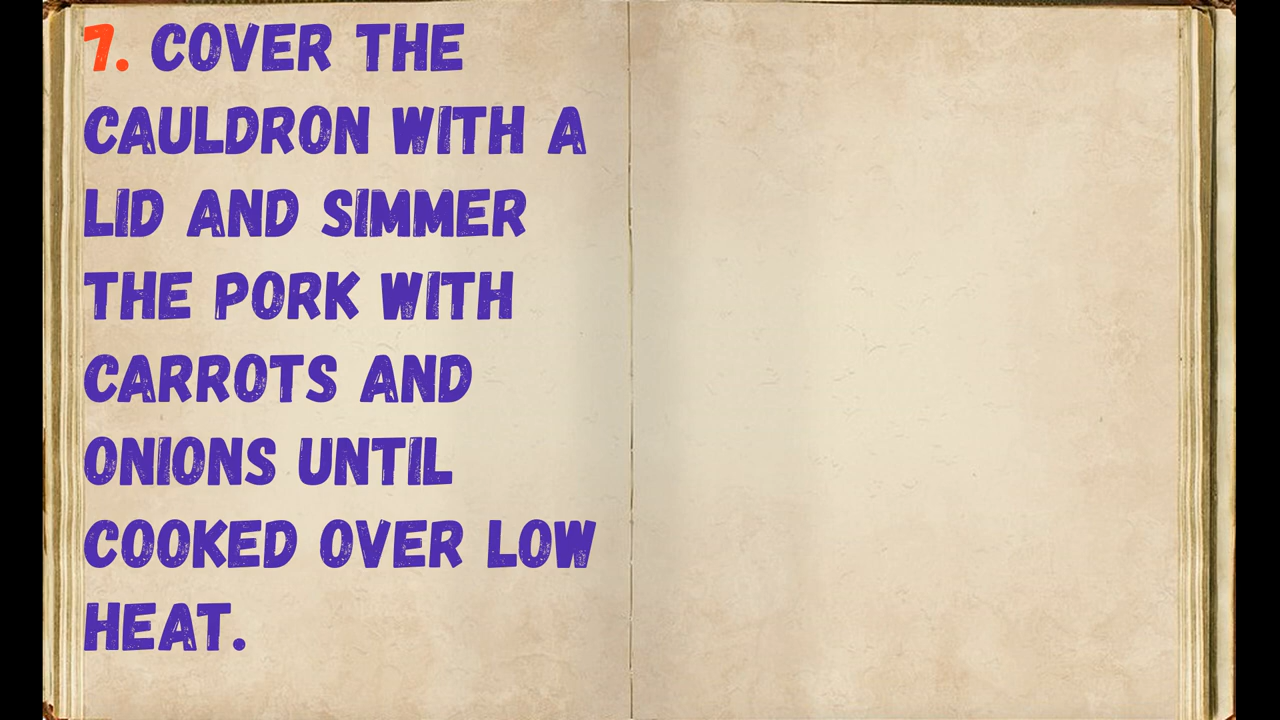 7. COVER THE
CAULDRON WITH A
LID AND SIMMER
THE PORK WITH
CARROTS AND
ONIONS UNTIL
COOKED OVER LOW
HEAT.